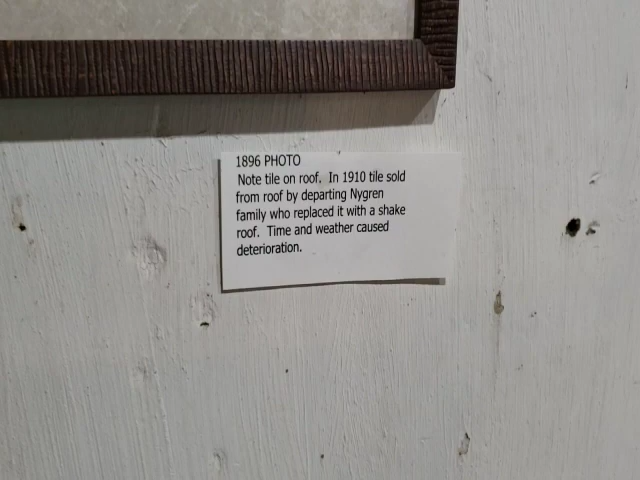 1896 PHOTO
Note tile on roof. In 1910 tile sold
from roof by departing Nygren
family who replaced it with a shake
roof. Time and weather caused
deterioration.